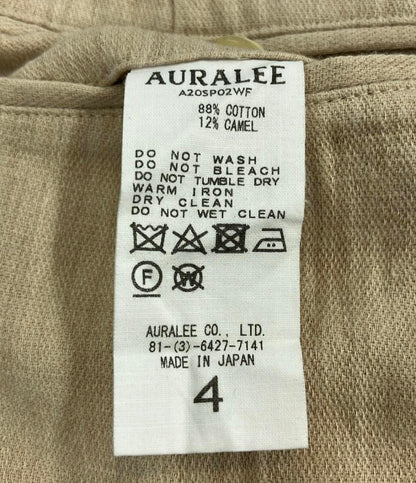 AURALEE
A20SP02WF
88% COTTON
12% CAMEL
DO NOT WASH
DO NOT BLEACH
DO NOT TUMBLE DRY
WARM IRON
DRY CLEAN
DO NOT WET CLEAN
F W
AURALEE CO., LTD.
81-(3)-6427-7141
MADE IN JAPAN
4